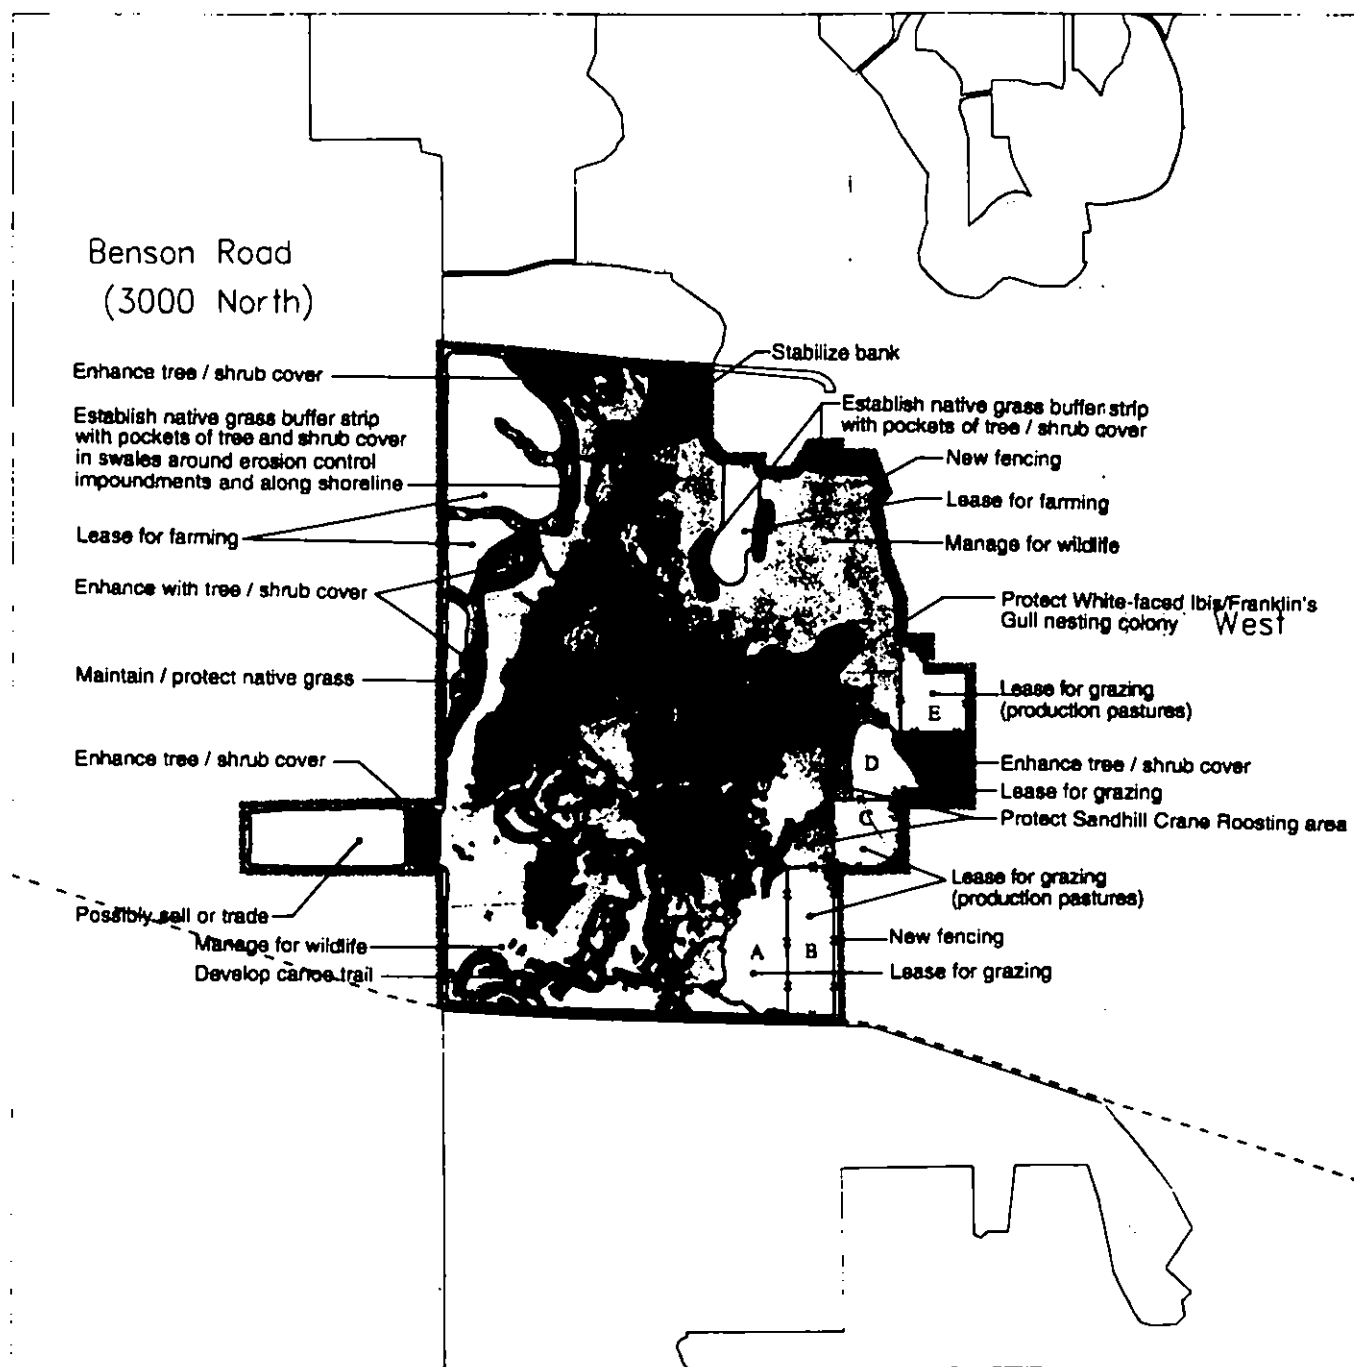 Benson Road
(3000 North)
Enhance tree / shrub cover
Establish native grass buffer strip
with pockets of tree and shrub cover
in swales around erosion control
impoundments and along shoreline
Lease for farming
Enhance with tree / shrub cover
Maintain / protect native grass
Enhance tree / shrub cover
Possibly sell or trade
Manage for wildlife
Develop canoe trail
Stabilize bank
Establish native grass buffer strip
with pockets of tree / shrub cover
New fencing
Lease for farming
Manage for wildlife
Protect White-faced Ibis/Franklin's
Gull nesting colony
West
Lease for grazing
(production pastures)
Enhance tree / shrub cover
Lease for grazing
Protect Sandhill Crane Roosting area
Lease for grazing
(production pastures)
New fencing
Lease for grazing
E
D
C
A
B